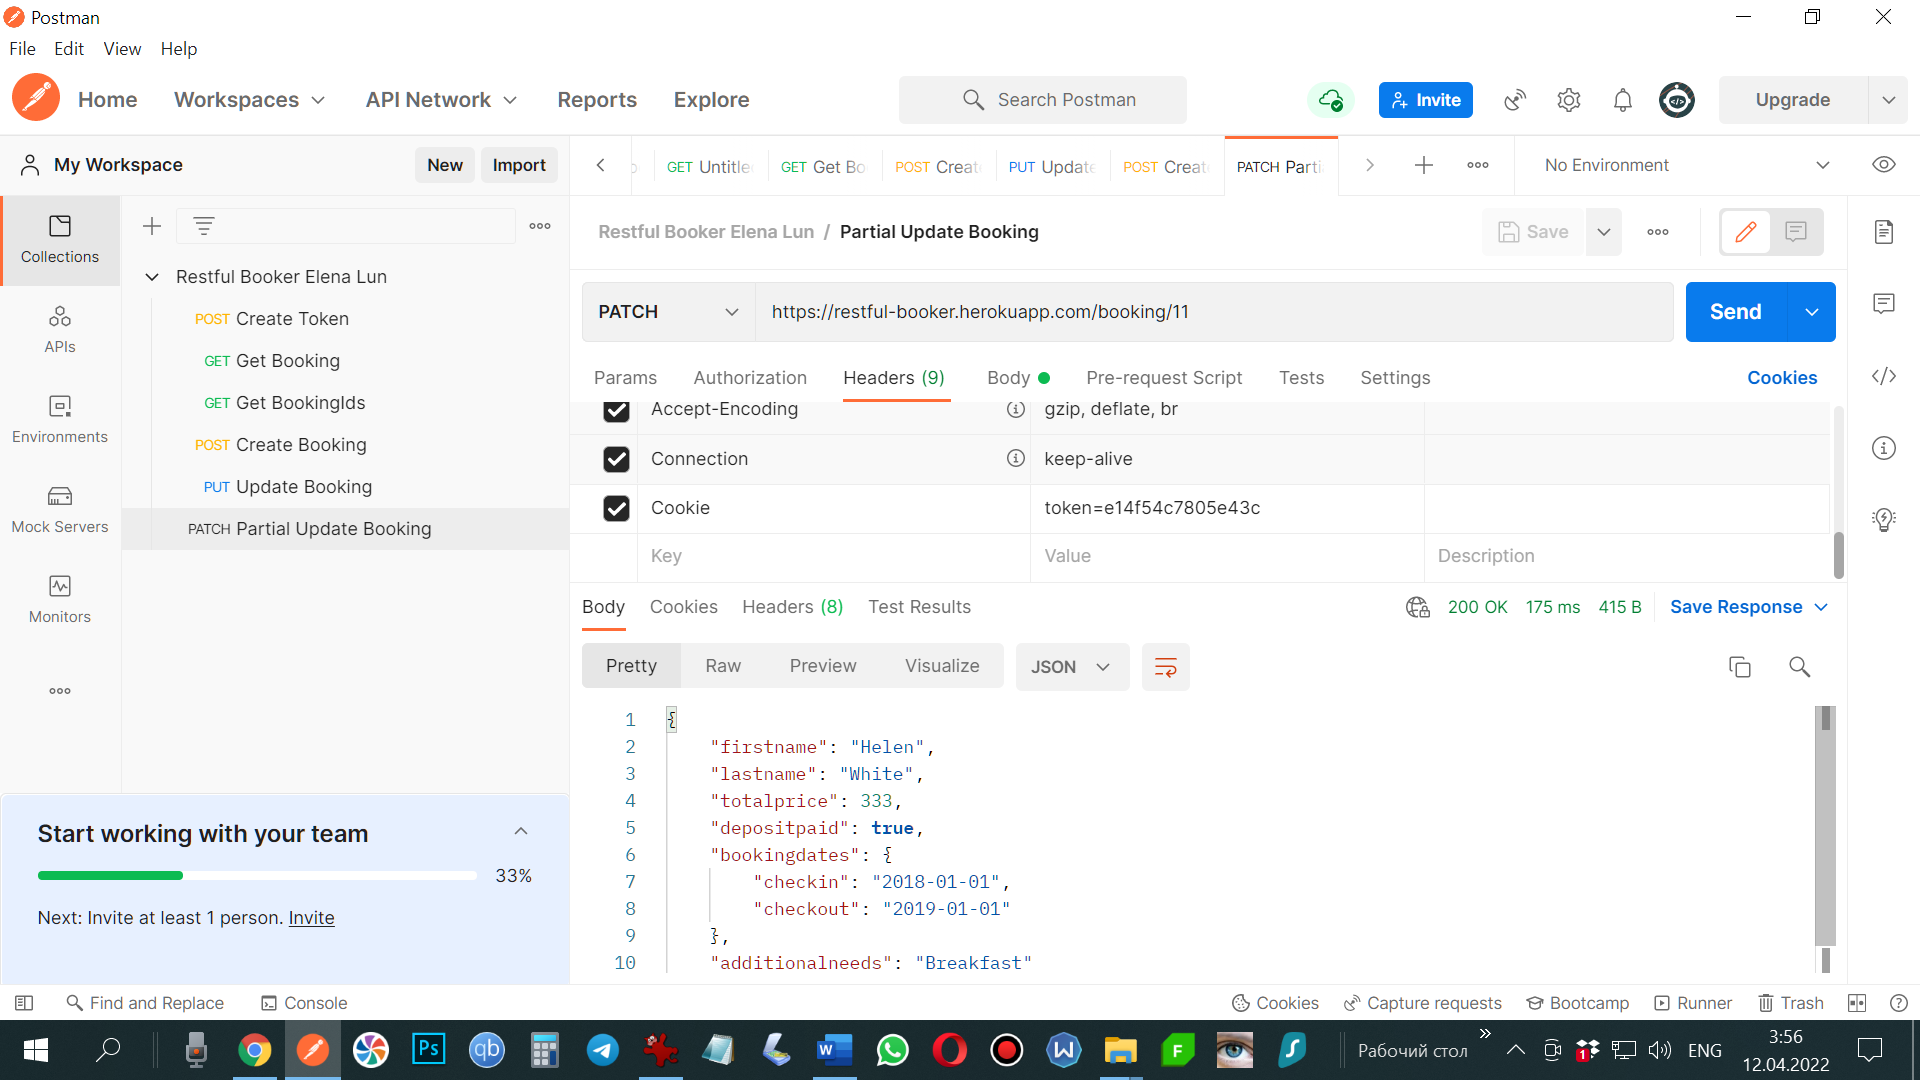 Postman
File Edit View Help
Home Workspaces API Network Reports Explore Search Postman Invite Upgrade
My Workspace New Import
GET Untitle GET Get Bo POST Creat PUT Update POST Creat PATCH Parti No Environment
Collections
APIs
Environments
Mock Servers
Monitors
Restful Booker Elena Lun
POST Create Token
GET Get Booking
GET Get BookingIds
POST Create Booking
PUT Update Booking
PATCH Partial Update Booking
Start working with your team
33%
Next: Invite at least 1 person. Invite
Restful Booker Elena Lun / Partial Update Booking Save
PATCH https://restful-booker.herokuapp.com/booking/11 Send
Params Authorization Headers (9) Body Pre-request Script Tests Settings Cookies
Accept-Encoding gzip, deflate, br
Connection keep-alive
Cookie token=e14f54c7805e43c
Key Value Description
Body Cookies Headers (8) Test Results 200 OK 175 ms 415 B Save Response
Pretty Raw Preview Visualize JSON
1 {
2 "firstname": "Helen",
3 "lastname": "White",
4 "totalprice": 333,
5 "depositpaid": true,
6 "bookingdates": {
7 "checkin": "2018-01-01",
8 "checkout": "2019-01-01"
9 },
10 "additionalneeds": "Breakfast"
Find and Replace Console Cookies Capture requests Bootcamp Runner Trash
Ps qb W F 1 Рабочий стол » ENG 3:56
12.04.2022